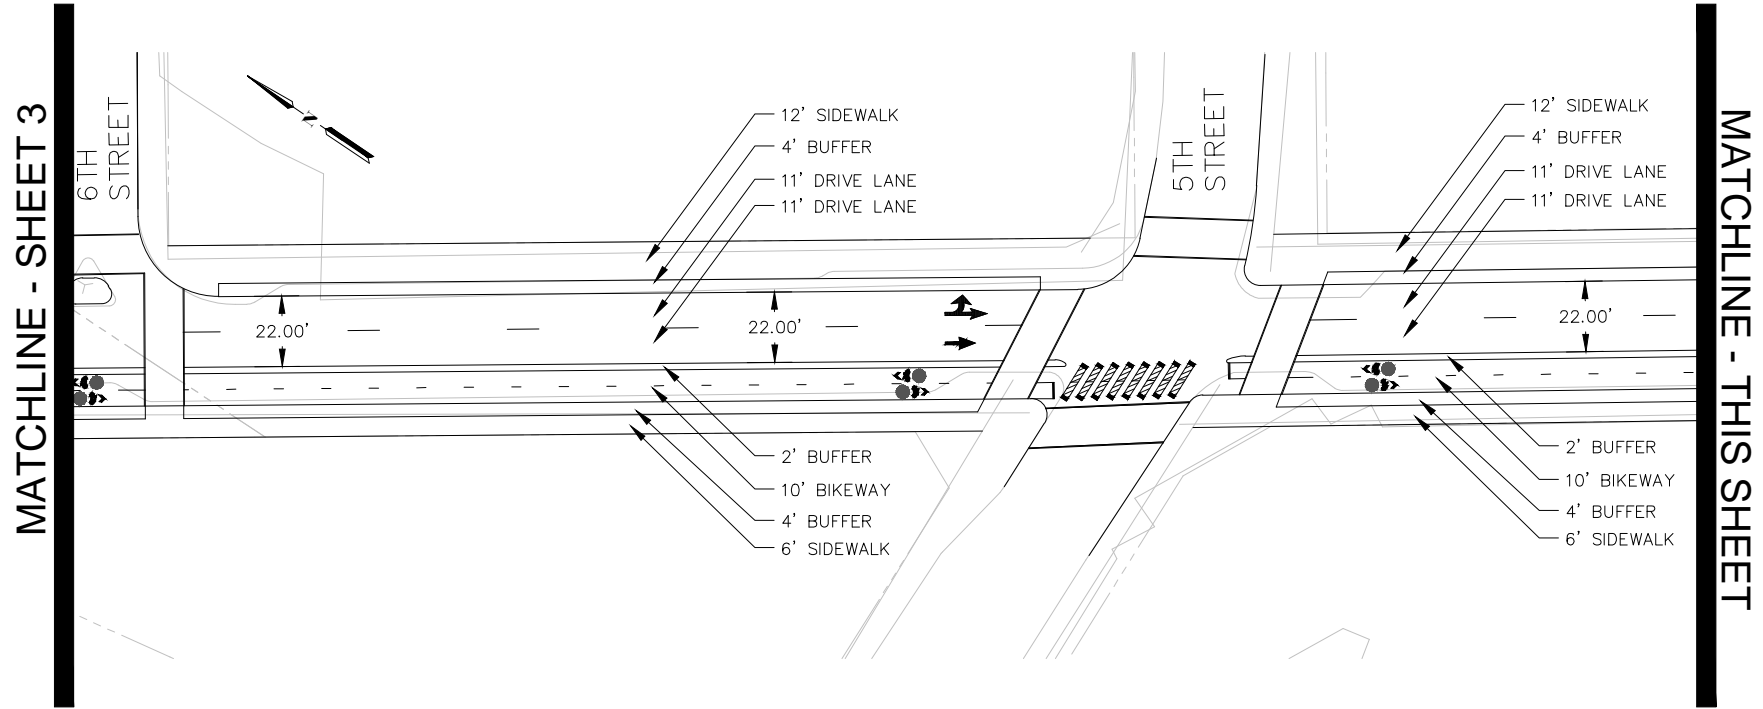 MATCHLINE - SHEET 3
6TH
STREET
N
12' SIDEWALK
4' BUFFER
11' DRIVE LANE
11' DRIVE LANE
5TH
STREET
12' SIDEWALK
4' BUFFER
11' DRIVE LANE
11' DRIVE LANE
22.00'
22.00'
22.00'
2' BUFFER
10' BIKEWAY
4' BUFFER
6' SIDEWALK
2' BUFFER
10' BIKEWAY
4' BUFFER
6' SIDEWALK
MATCHLINE - THIS SHEET